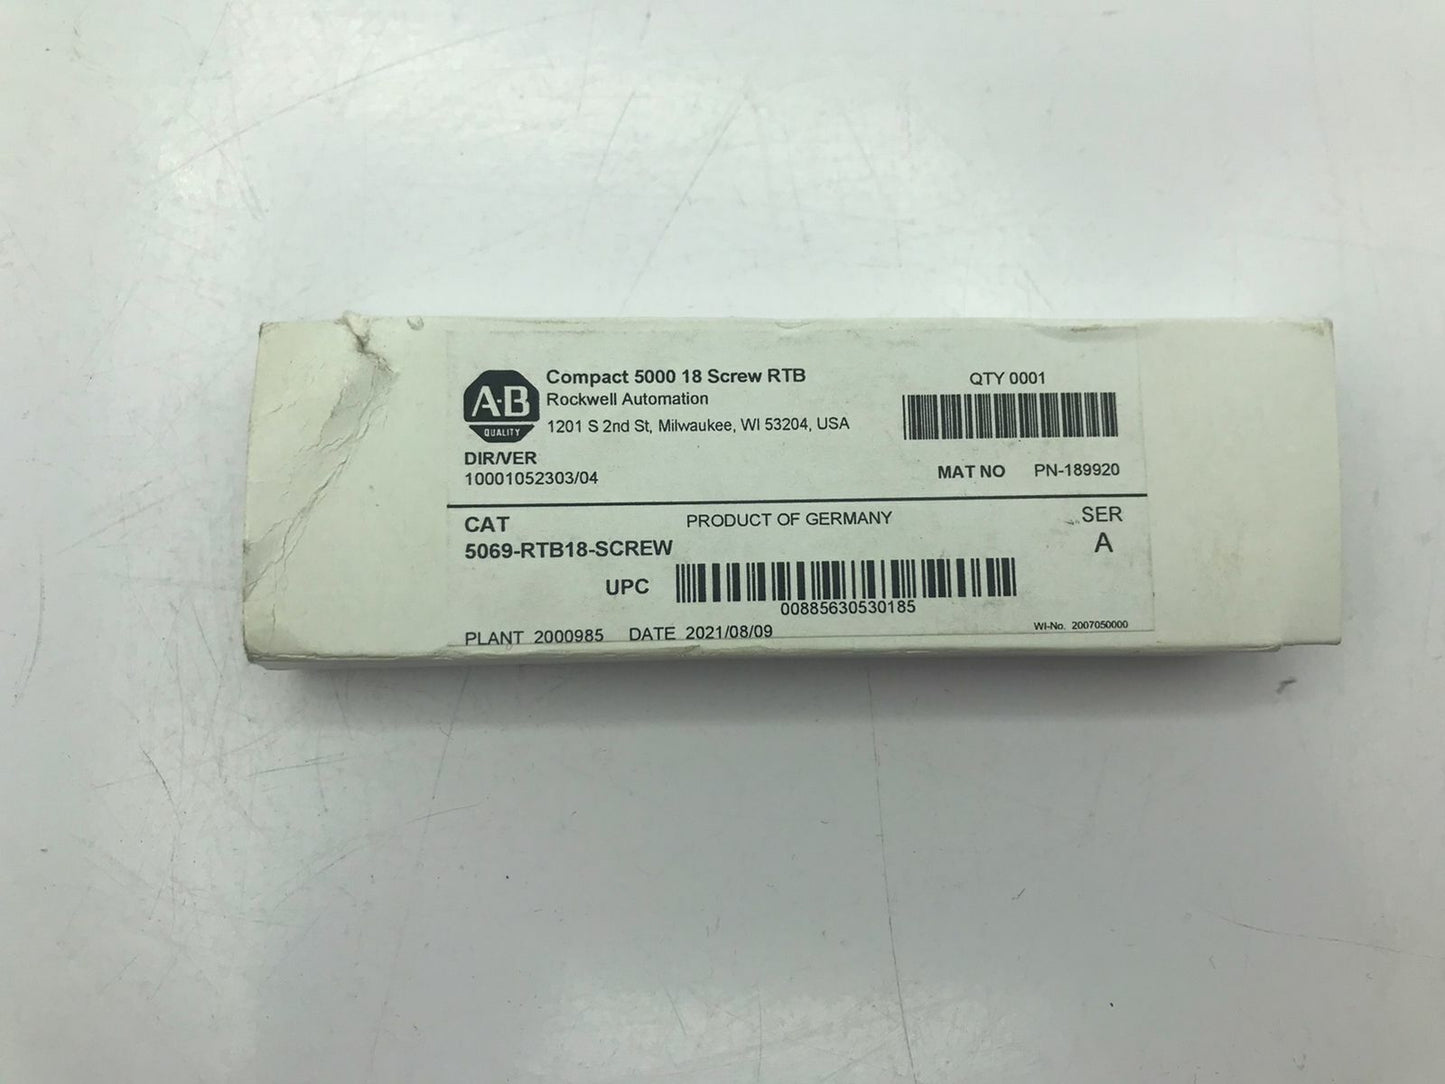 A-B
QUALITY
Compact 5000 18 Screw RTB
Rockwell Automation
1201 S 2nd St, Milwaukee, WI 53204, USA
QTY 0001
DIR/VER
10001052303/04
MAT NO PN-189920
CAT
5069-RTB18-SCREW
PRODUCT OF GERMANY
SER
A
UPC
00885630530185
PLANT 2000985 DATE 2021/08/09
WI-No. 2007050000